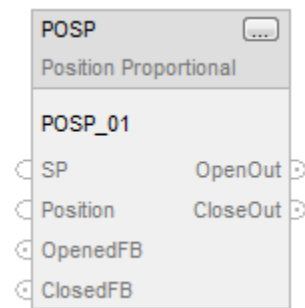 POSP ...
Position Proportional
POSP_01
SP OpenOut
Position CloseOut
OpenedFB
ClosedFB